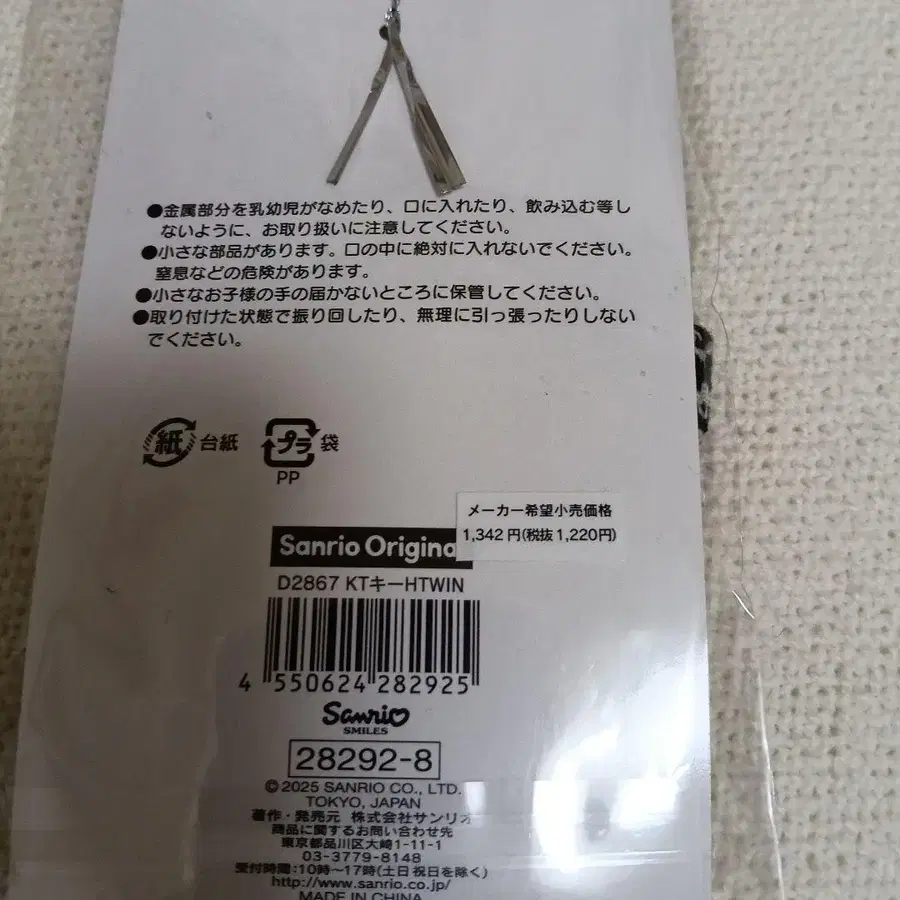 ●金属部分を乳幼児がなめたり、口に入れたり、飲み込む等し
ないように、お取り扱いに注意してください。
●小さな部品があります。口の中に絶対に入れないでください。
窒息などの危険があります。
●小さなお子様の手の届かないところに保管してください。
●取り付けた状態で振り回したり、無理に引っ張ったりしない
でください。
紙 台紙 プラ 袋
PP
メーカー希望小売価格
1,342円(税抜1,220円)
Sanrio Origina
D2867 KTキーHTWIN
4 550624 282925
Sanrio
SMILES
28292-8
©2025 SANRIO CO., LTD.
TOKYO, JAPAN
著作・発売元 株式会社サンリオ
商品に関するお問い合わせ先
東京都品川区大崎1-11-1
03-3779-8148
受付時間:10時〜17時(土日祝日を除く)
http://www.sanrio.co.jp/
MADE IN CHINA